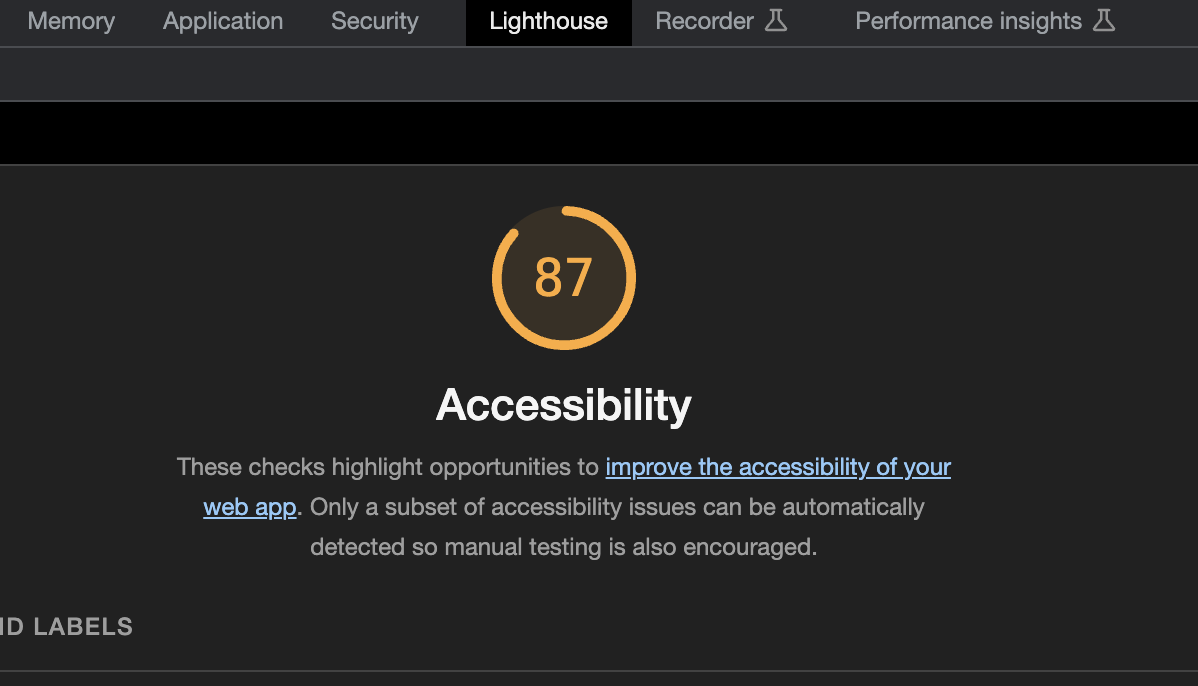 Memory Application Security Lighthouse Recorder Performance insights
87
Accessibility
These checks highlight opportunities to improve the accessibility of your
web app. Only a subset of accessibility issues can be automatically
detected so manual testing is also encouraged.
LABELS